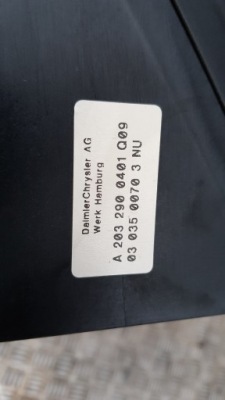 DaimlerChrysler AG
Werk Hamburg
A 203 290 0401 Q09
03 035 0070 3 NU